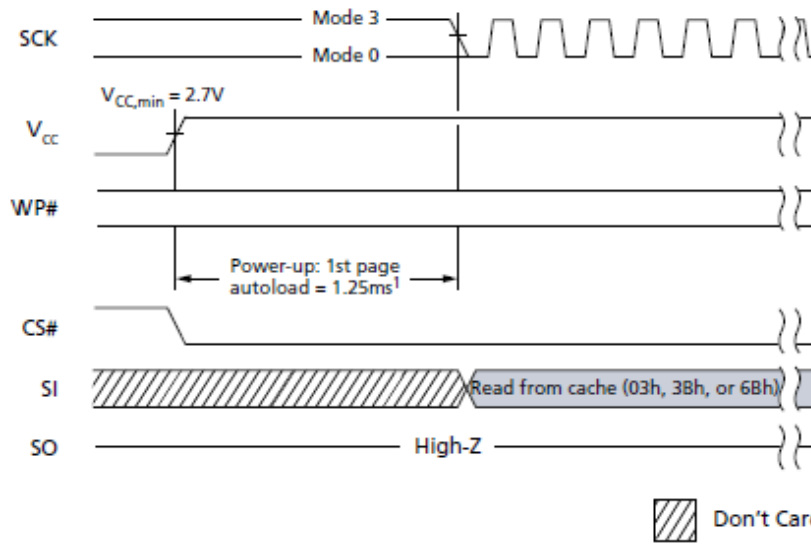 SCK
Mode 3
Mode 0
VCC,min = 2.7V
VCC
WP#
Power-up: 1st page
autoload = 1.25ms1
CS#
SI
Read from cache (03h, 3Bh, or 6Bh)
SO
High-Z
Don't Car